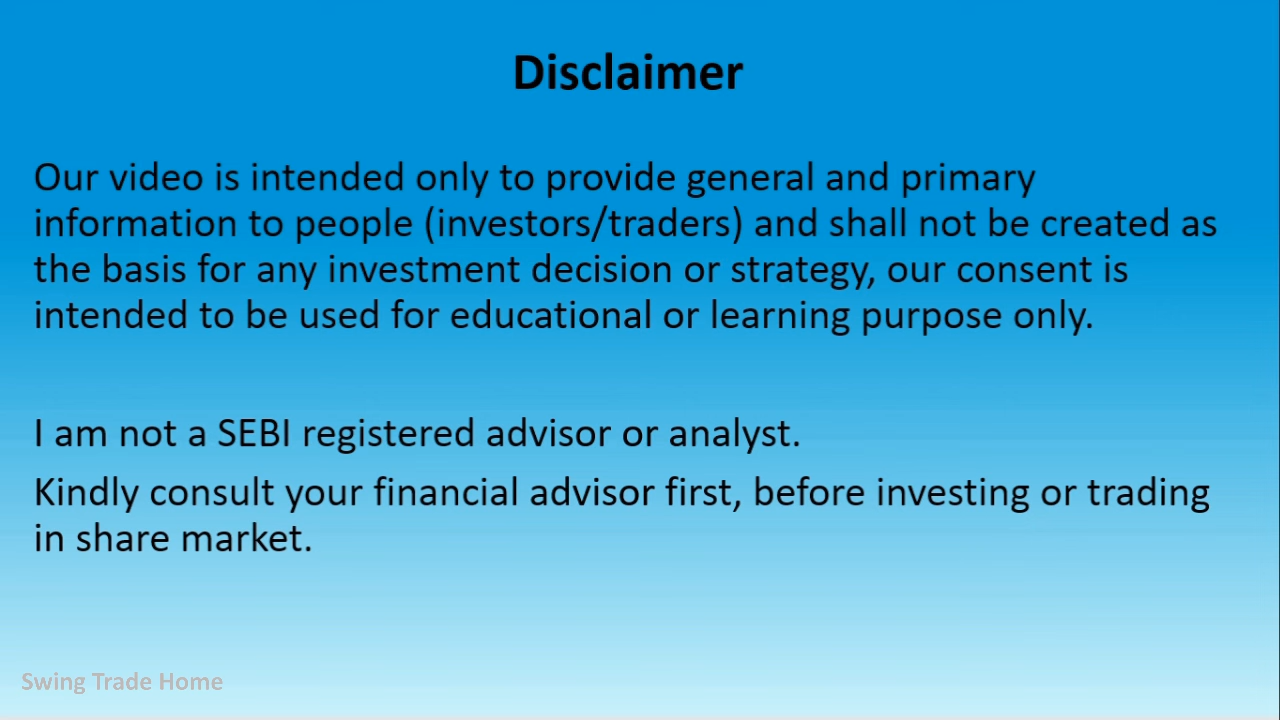 Disclaimer
Our video is intended only to provide general and primary
information to people (investors/traders) and shall not be created as
the basis for any investment decision or strategy, our consent is
intended to be used for educational or learning purpose only.
I am not a SEBI registered advisor or analyst.
Kindly consult your financial advisor first, before investing or trading
in share market.
Swing Trade Home